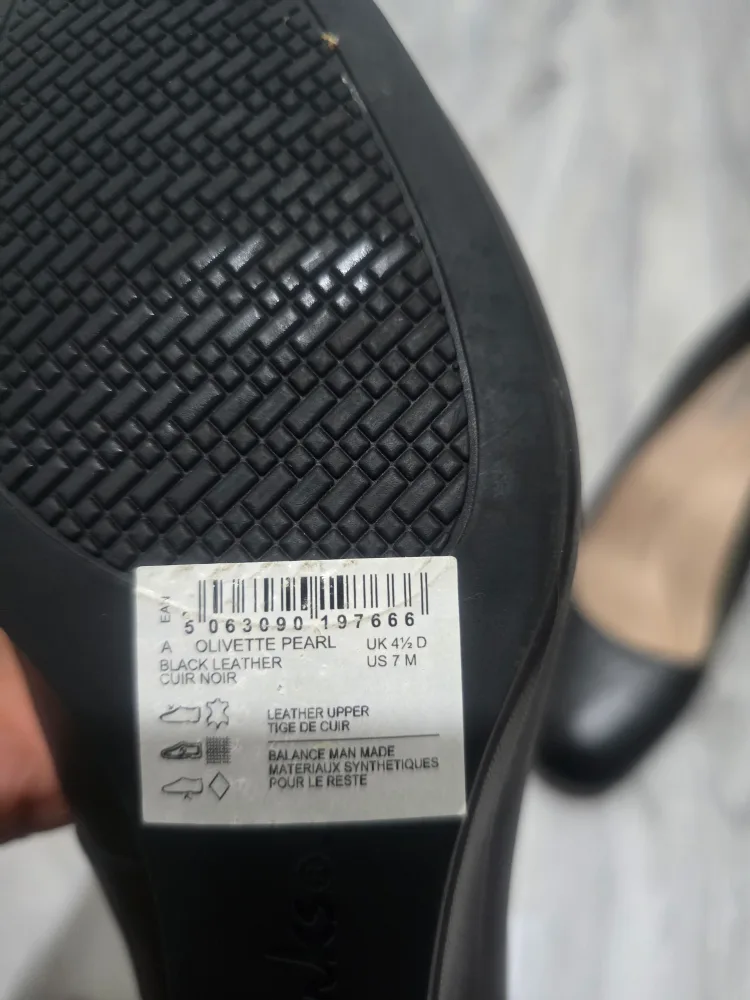 EAN
5 063090 197666
A OLIVETTE PEARL UK 4½ D
BLACK LEATHER US 7 M
CUIR NOIR
LEATHER UPPER
TIGE DE CUIR
BALANCE MAN MADE
MATERIAUX SYNTHETIQUES
POUR LE RESTE